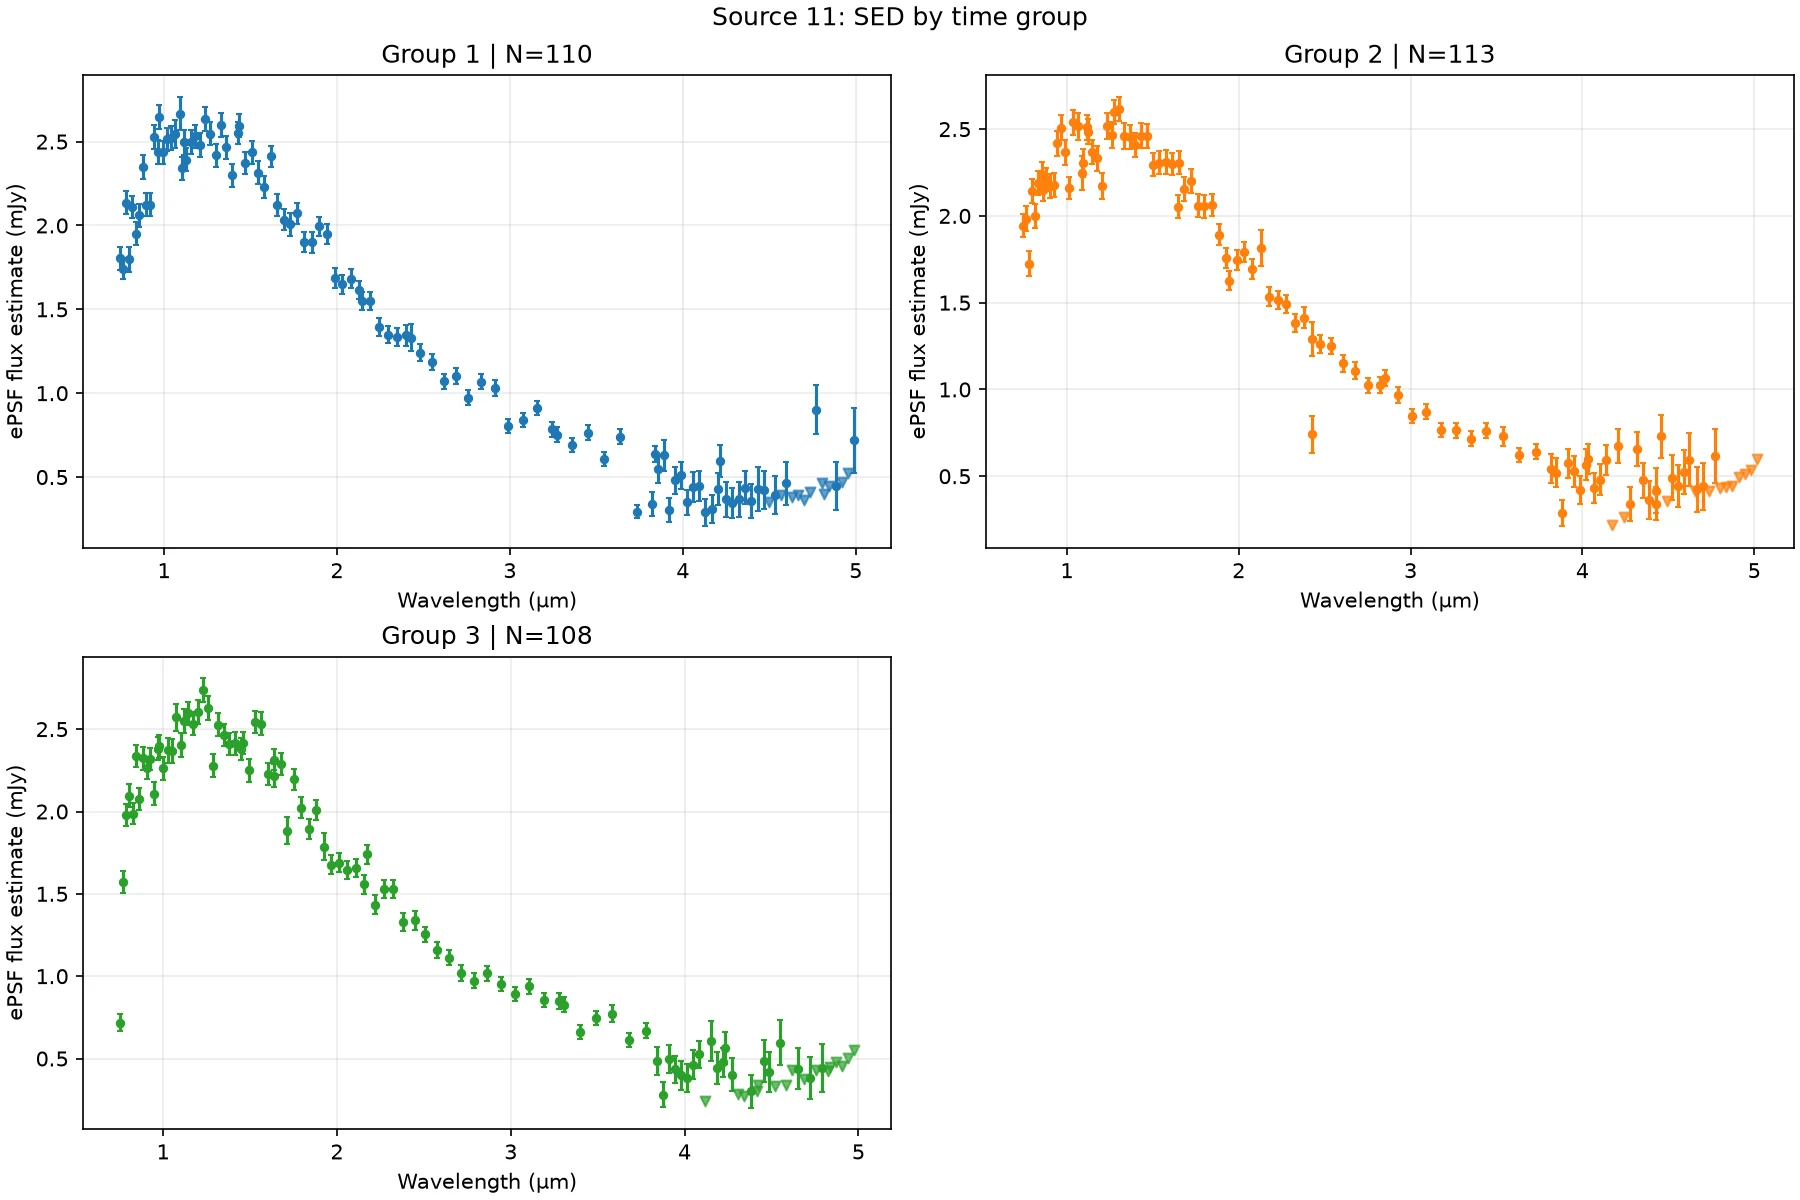 Source 11: SED by time group
Group 1 | N=110
ePSF flux estimate (mJy)
2.5
2.0
1.5
1.0
0.5
1 2 3 4 5
Wavelength (μm)
Group 2 | N=113
ePSF flux estimate (mJy)
2.5
2.0
1.5
1.0
0.5
1 2 3 4 5
Wavelength (μm)
Group 3 | N=108
ePSF flux estimate (mJy)
2.5
2.0
1.5
1.0
0.5
1 2 3 4 5
Wavelength (μm)